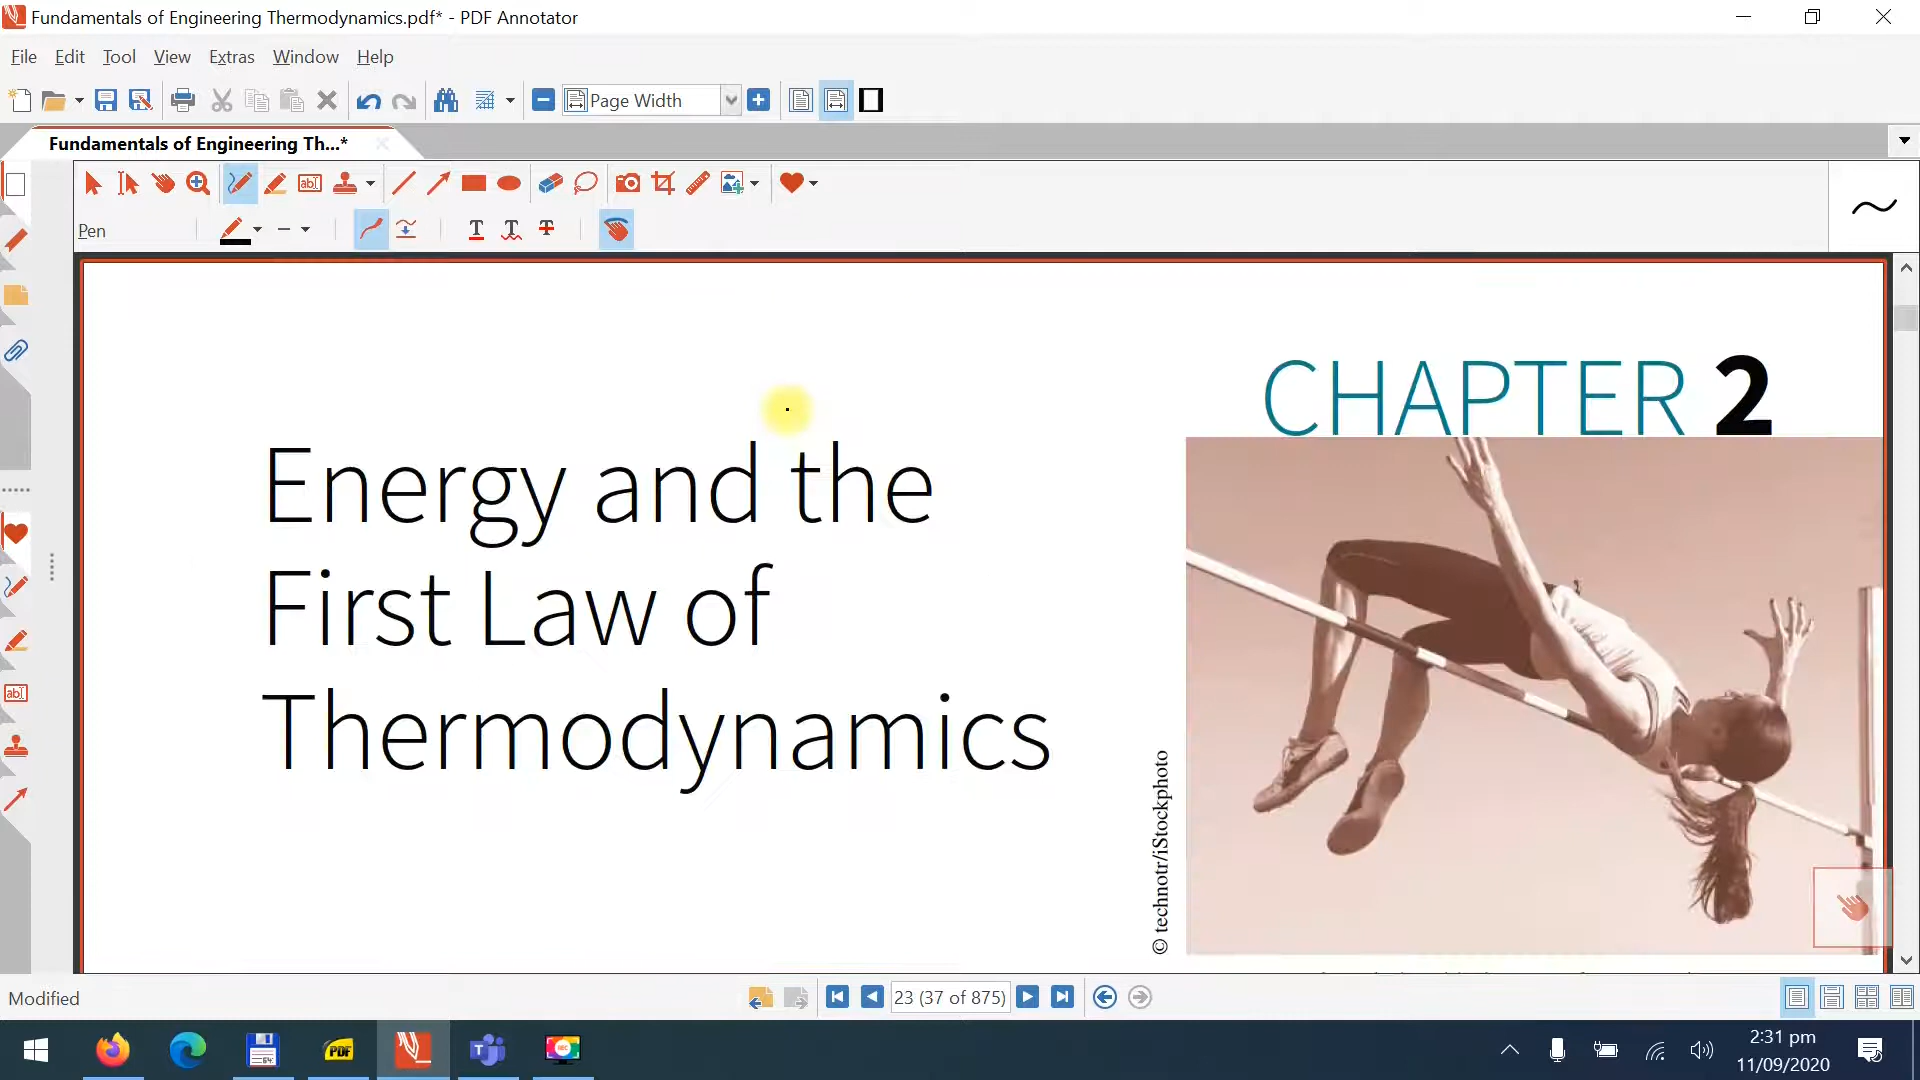 Fundamentals of Engineering Thermodynamics.pdf* - PDF Annotator
File Edit Tool View Extras Window Help
Page Width
Fundamentals of Engineering Th...*
Pen
CHAPTER 2
Energy and the
First Law of
Thermodynamics
© technotr/iStockphoto
Modified
23 (37 of 875)
2:31 pm
11/09/2020